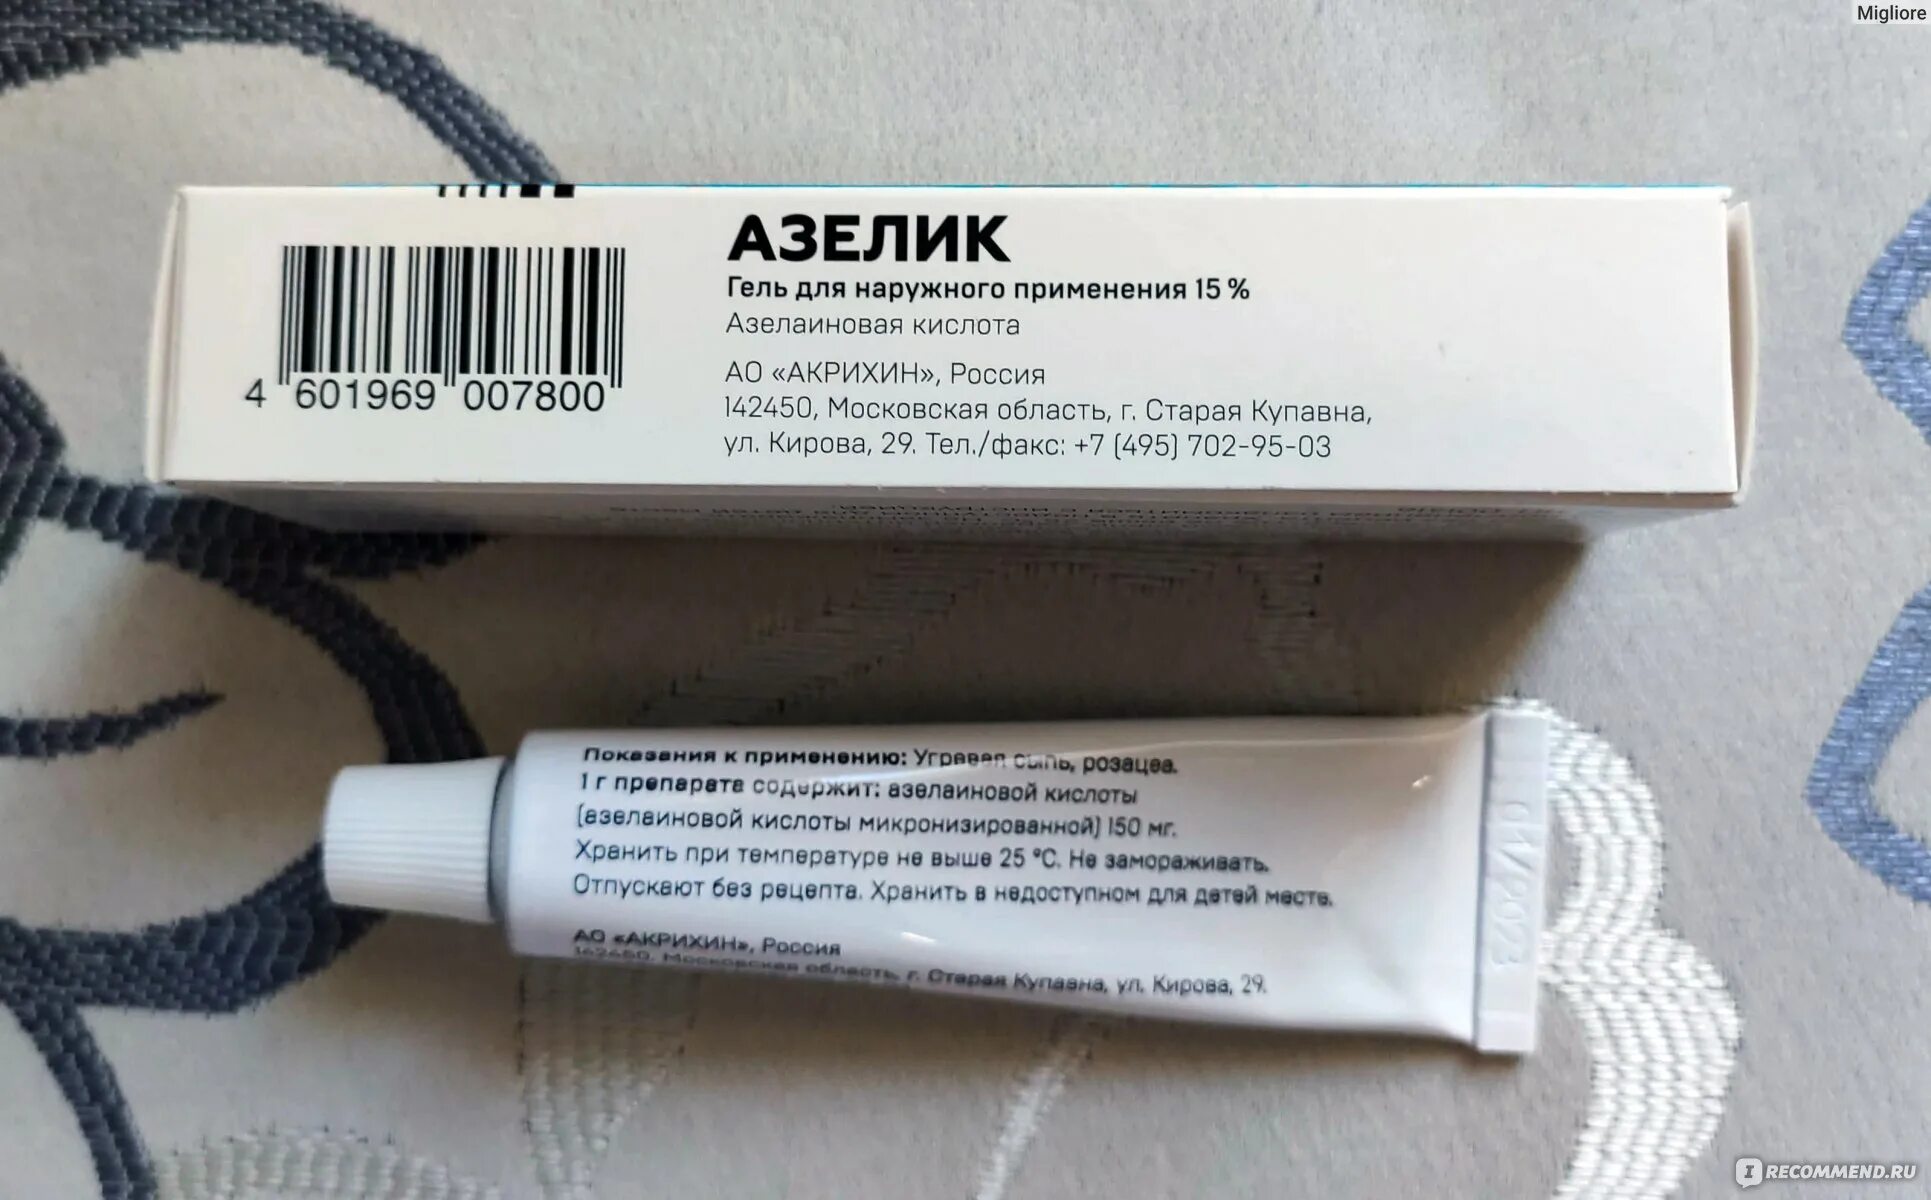 Migliore
АЗЕЛИК
Гель для наружного применения 15 %
Азелаиновая кислота
АО «АКРИХИН», Россия
142450, Московская область, г. Старая Купавна,
ул. Кирова, 29. Тел./факс: +7 (495) 702-95-03
4 601969 007800
Показания к применению: Угревая сыпь, розацеа.
1 г препарата содержит: азелаиновой кислоты
(азелаиновой кислоты микронизированной) 150 мг.
Хранить при температуре не выше 25 °C. Не замораживать.
Отпускают без рецепта. Хранить в недоступном для детей месте.
АО «АКРИХИН», Россия
142450, Московская область, г. Старая Купавна, ул. Кирова, 29.
IRECOMMEND.RU